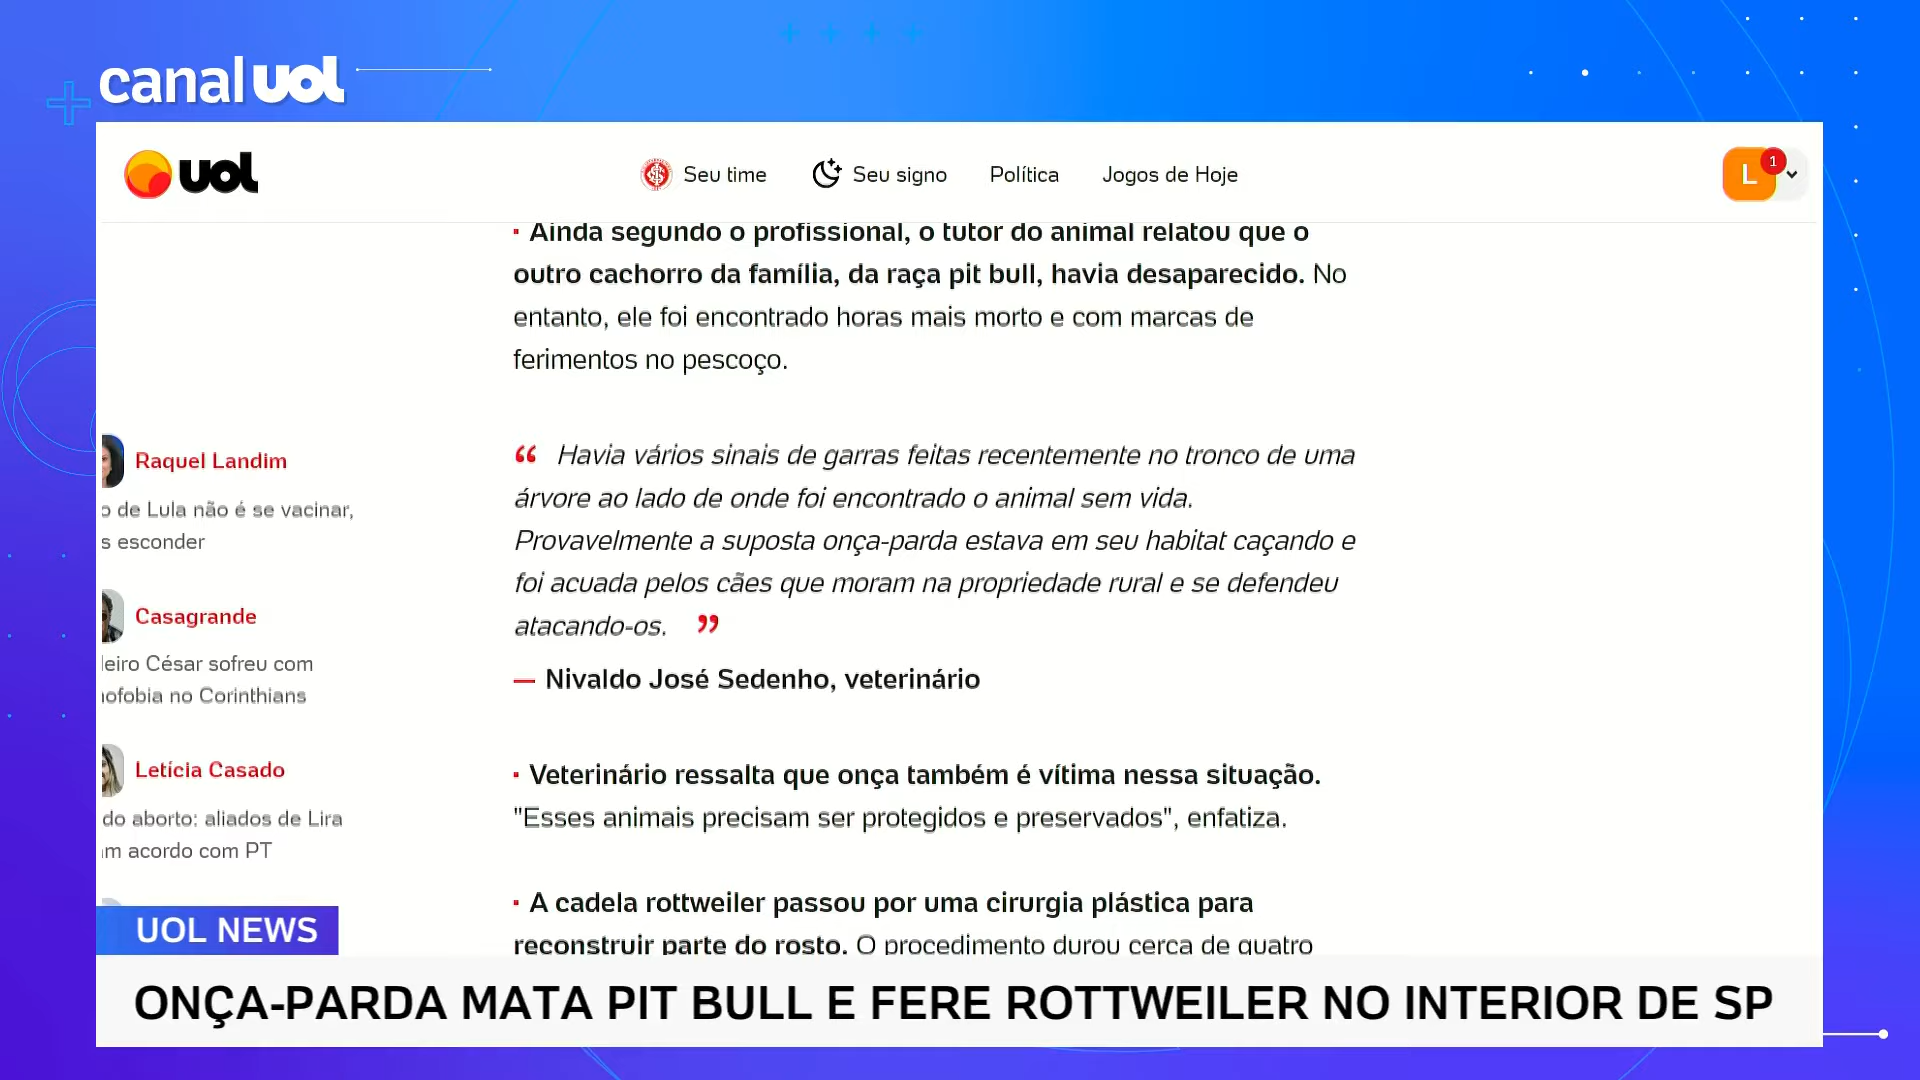 canal uol
uol
Seu time
Seu signo
Política
Jogos de Hoje
L
1
· Ainda segundo o profissional, o tutor do animal relatou que o
outro cachorro da família, da raça pit bull, havia desaparecido. No
entanto, ele foi encontrado horas mais morto e com marcas de
ferimentos no pescoço.
“ Havia vários sinais de garras feitas recentemente no tronco de uma
árvore ao lado de onde foi encontrado o animal sem vida.
Provavelmente a suposta onça-parda estava em seu habitat caçando e
foi acuada pelos cães que moram na propriedade rural e se defendeu
atacando-os. ”
— Nivaldo José Sedenho, veterinário
· Veterinário ressalta que onça também é vítima nessa situação.
"Esses animais precisam ser protegidos e preservados", enfatiza.
· A cadela rottweiler passou por uma cirurgia plástica para
reconstruir parte do rosto. O procedimento durou cerca de quatro
Raquel Landim
o de Lula não é se vacinar,
s esconder
Casagrande
leiro César sofreu com
nofobia no Corinthians
Letícia Casado
do aborto: aliados de Lira
m acordo com PT
UOL NEWS
ONÇA-PARDA MATA PIT BULL E FERE ROTTWEILER NO INTERIOR DE SP